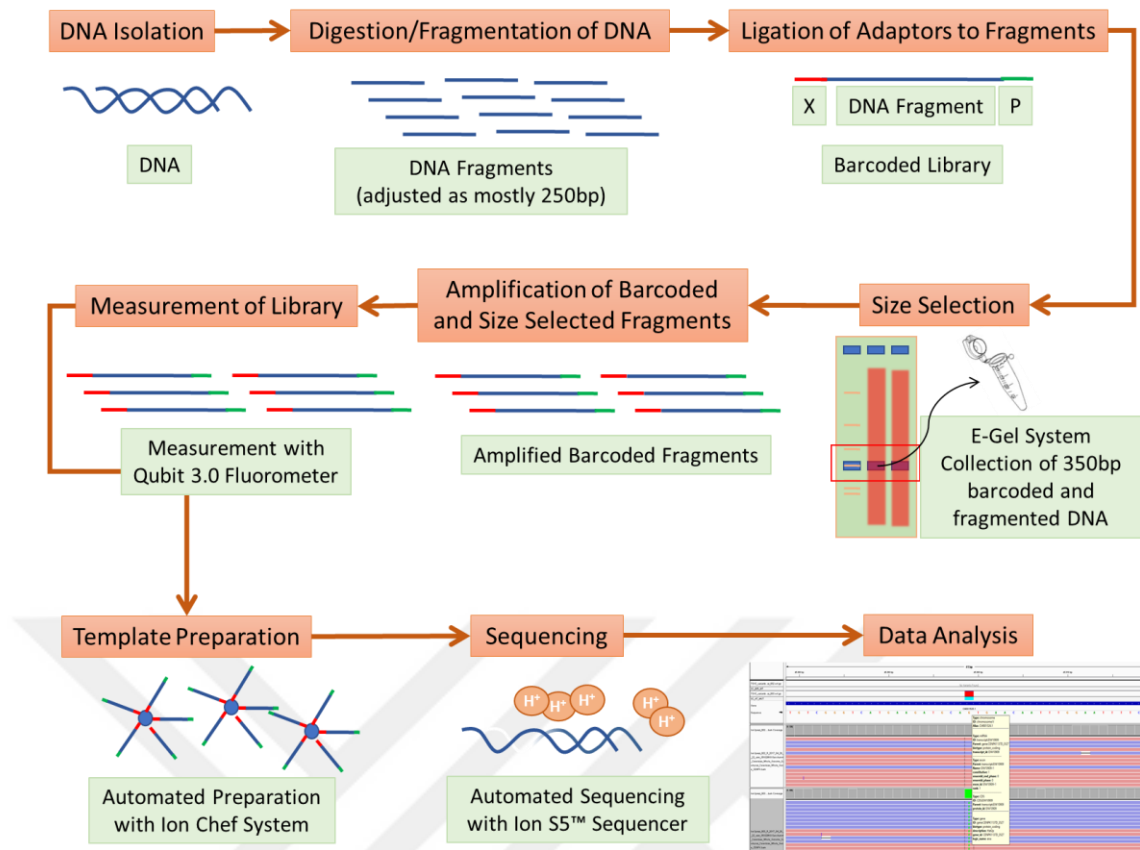 DNA Isolation
Digestion/Fragmentation of DNA
Ligation of Adaptors to Fragments
X
DNA Fragment
P
DNA
DNA Fragments
(adjusted as mostly 250bp)
Barcoded Library
Measurement of Library
Amplification of Barcoded
and Size Selected Fragments
Size Selection
Measurement with
Qubit 3.0 Fluorometer
Amplified Barcoded Fragments
E-Gel System
Collection of 350bp
barcoded and
fragmented DNA
Template Preparation
Sequencing
Data Analysis
H+
H+
H+
H+
H+
Automated Preparation
with Ion Chef System
Automated Sequencing
with Ion S5™ Sequencer